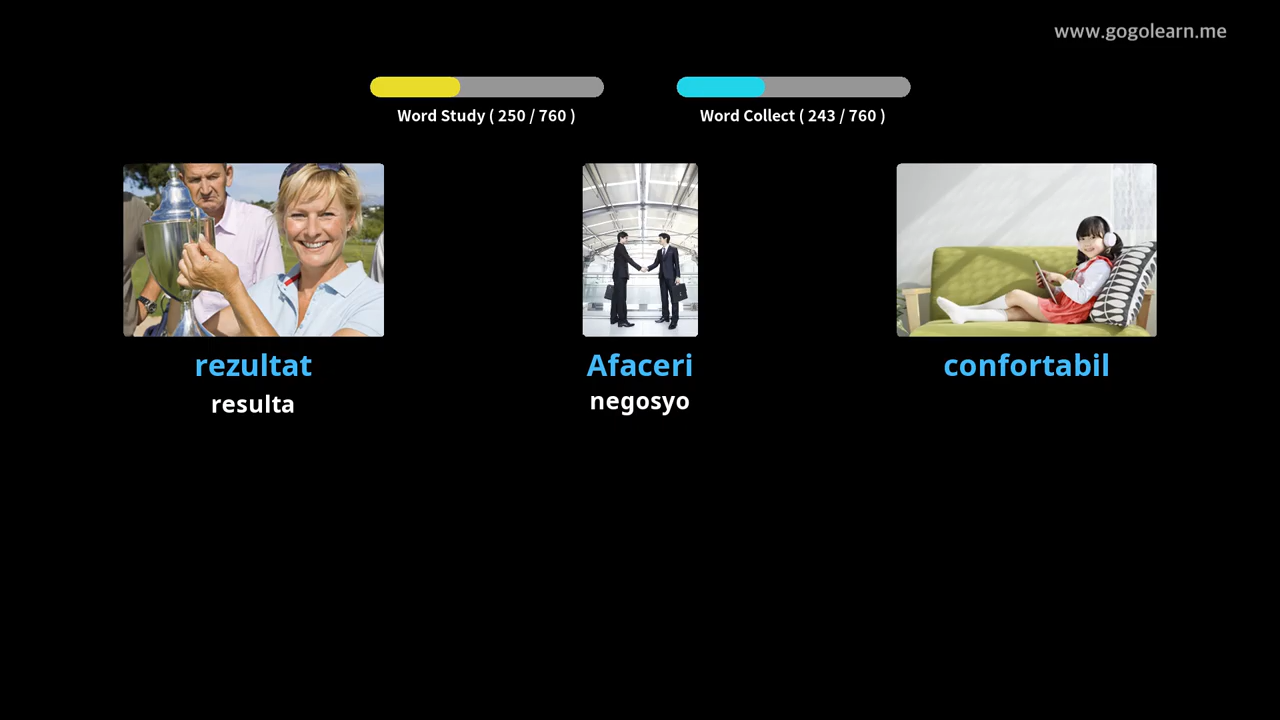 www.gogolearn.me
Word Study ( 250 / 760 )
Word Collect ( 243 / 760 )
rezultat
resulta
Afaceri
negosyo
confortabil